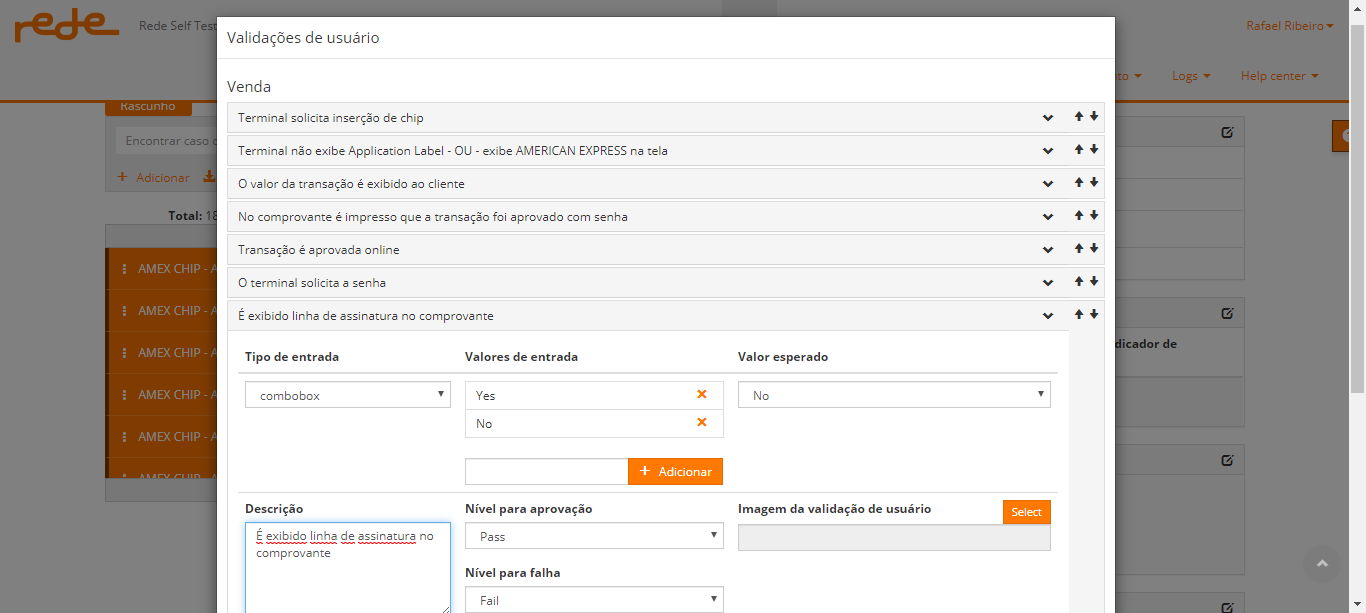 rede
Rede Self Test
Rafael Ribeiro
Logs
Help center
Validações de usuário
Rascunho
Encontrar caso
Adicionar
Total: 18
AMEX CHIP - A
AMEX CHIP - A
AMEX CHIP - A
AMEX CHIP - A
AMEX CHIP - A
AMEX CHIP - A
dicador de
Venda
Terminal solicita inserção de chip
Terminal não exibe Application Label - OU - exibe AMERICAN EXPRESS na tela
O valor da transação é exibido ao cliente
No comprovante é impresso que a transação foi aprovado com senha
Transação é aprovada online
O terminal solicita a senha
É exibido linha de assinatura no comprovante
Tipo de entrada
Valores de entrada
Valor esperado
combobox
Yes
No
No
+ Adicionar
Descrição
Nível para aprovação
Imagem da validação de usuário
Select
É exibido linha de assinatura no
comprovante
Pass
Nível para falha
Fail